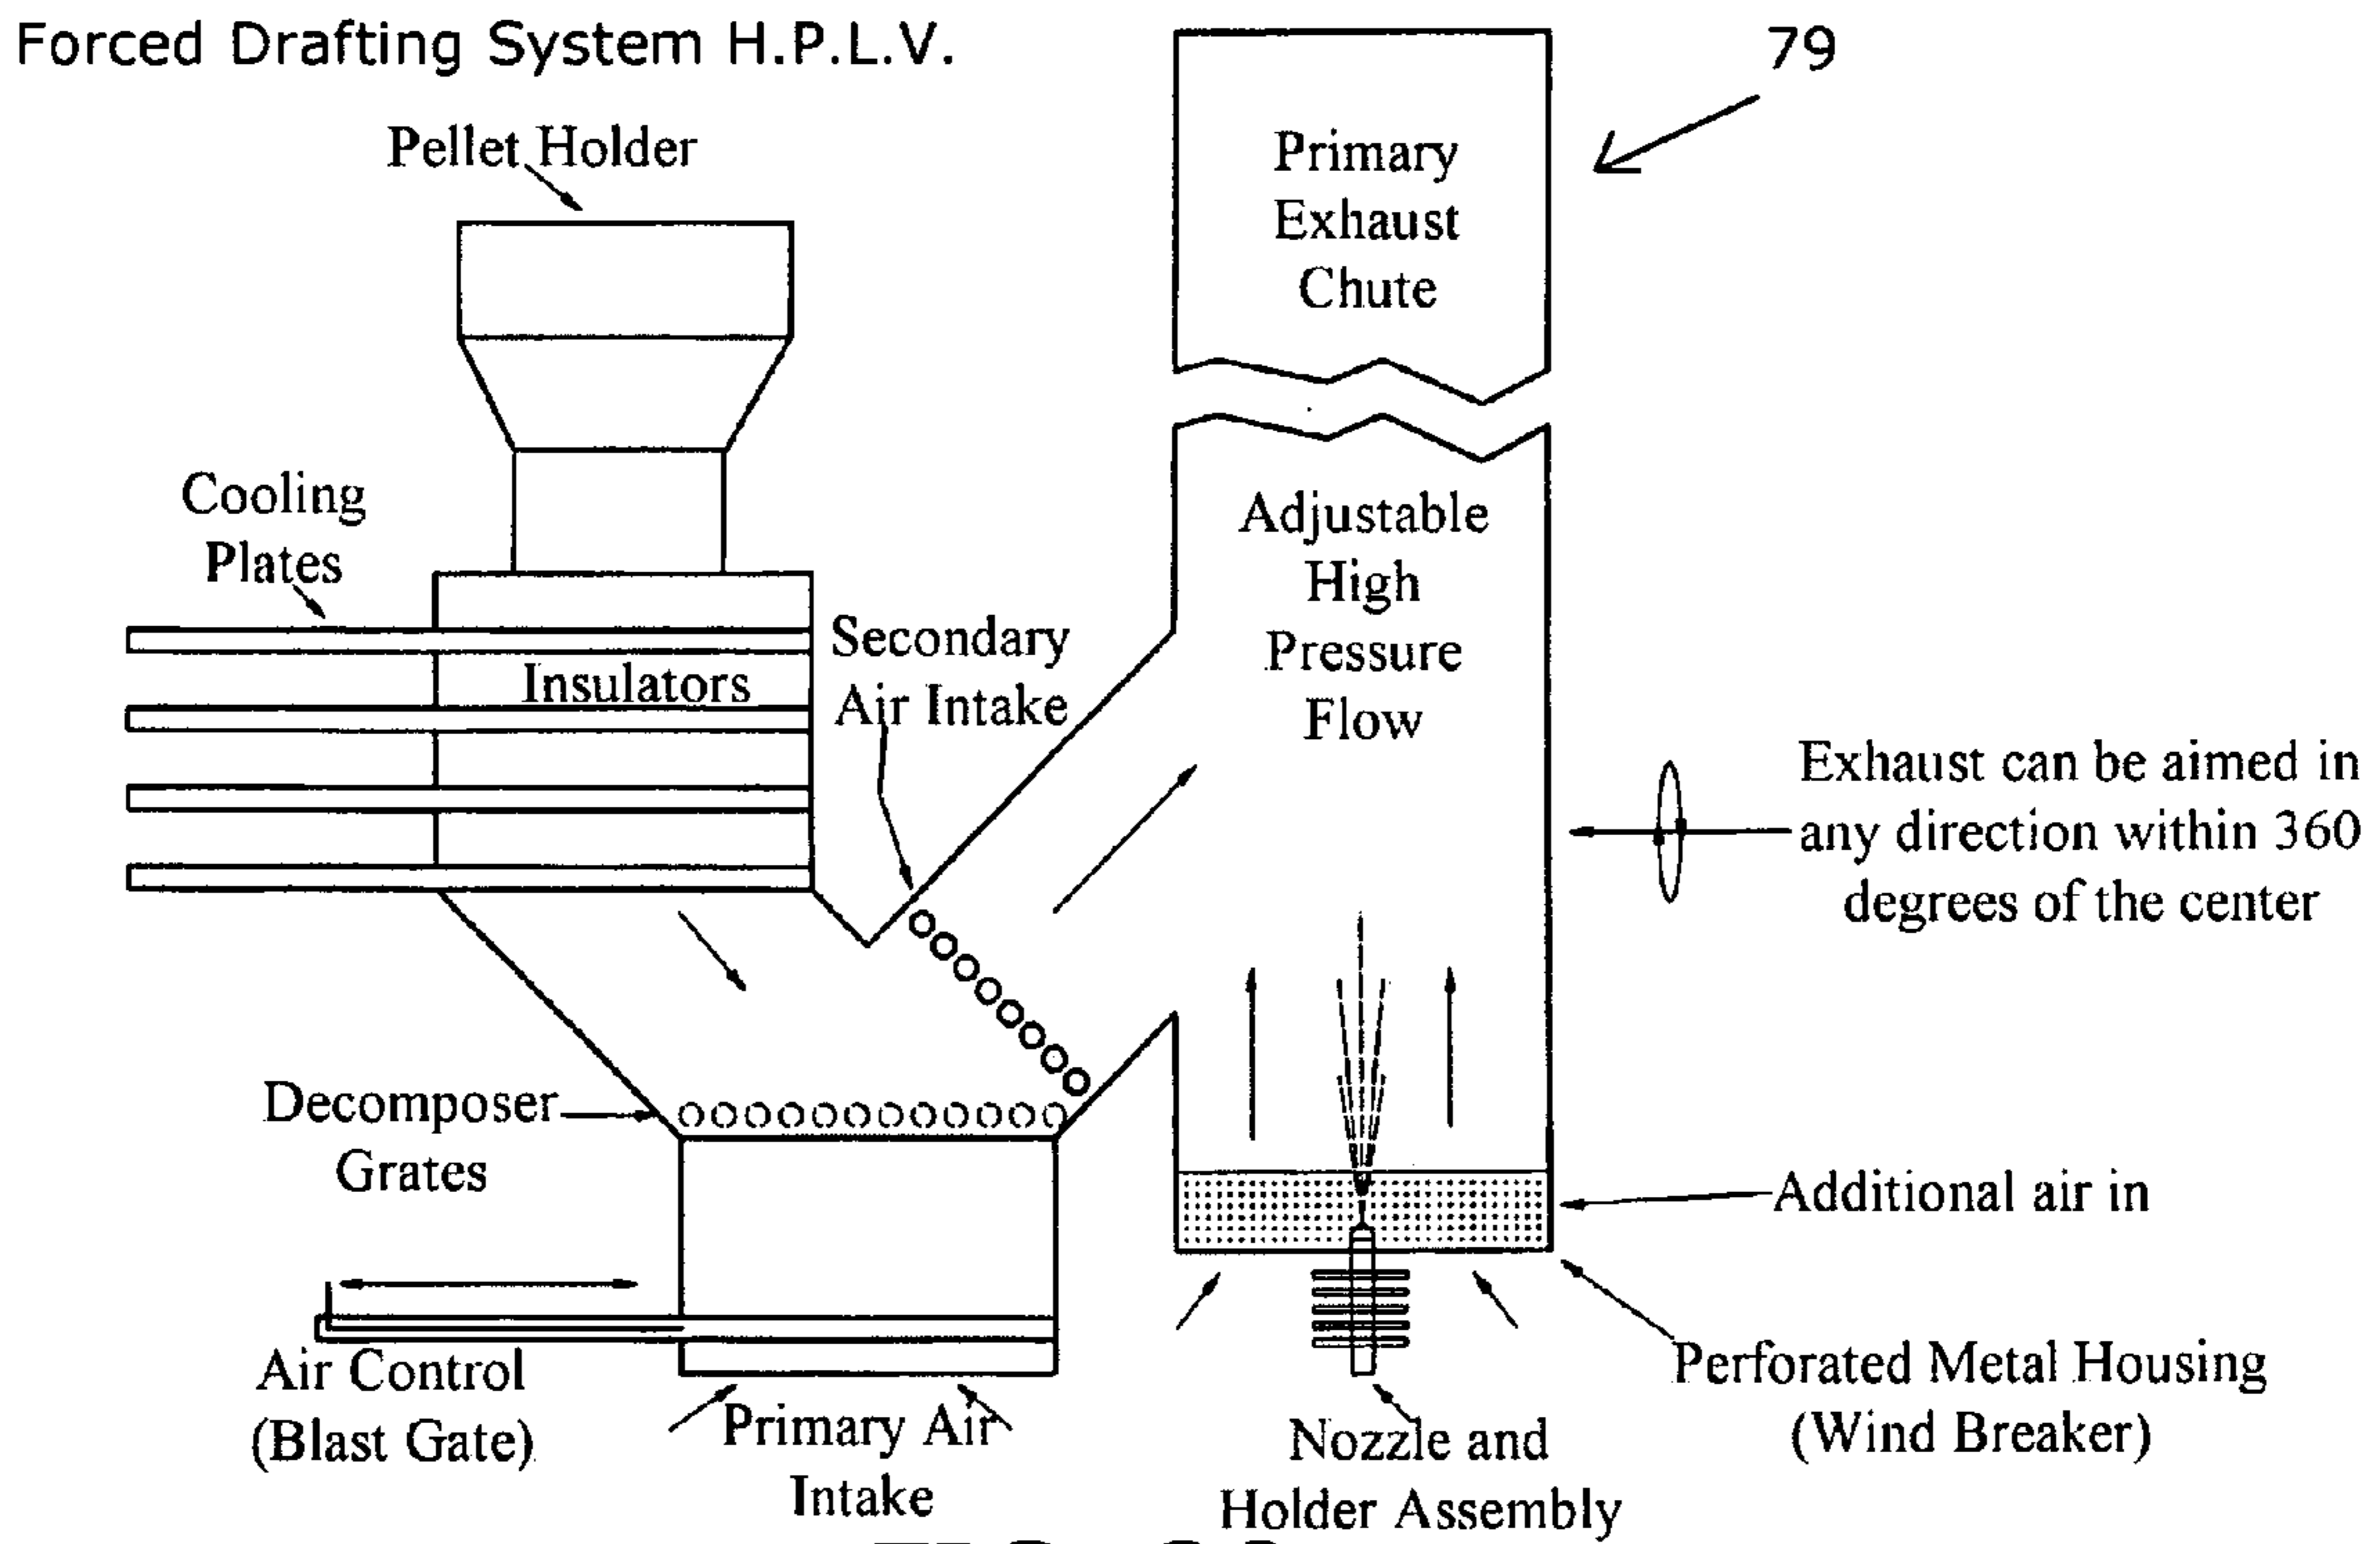 Forced Drafting System H.P.L.V.
79
Pellet Holder
Primary
Exhaust
Chute
Cooling
Plates
Insulators
Secondary
Air Intake
Adjustable
High
Pressure
Flow
Exhaust can be aimed in
any direction within 360
degrees of the center
Decomposer
Grates
Additional air in
Air Control
(Blast Gate)
Primary Air
Intake
Nozzle and
Holder Assembly
Perforated Metal Housing
(Wind Breaker)